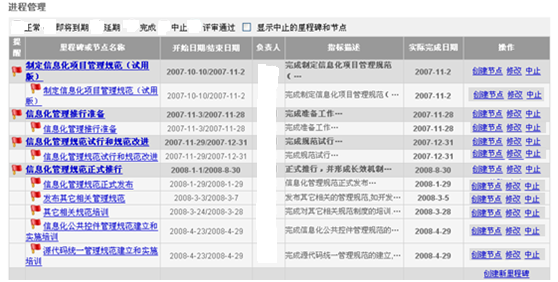 进程管理
正常 即将到期 延期 完成 中止 评审通过 显示中止的里程碑和节点
提醒 里程碑或节点名称 开始日期/结束日期 负责人 指标描述 实际完成日期 操作
制定信息化项目管理规范（试用版） 2007-10-10/2007-11-2 完成制定信息化项目管理规范（… 2007-11-2 创建节点 修改 中止
制定信息化项目管理规范（试用版） 2007-10-10/2007-11-2 完成制定信息化项目管理规范（… 2007-11-2 创建节点 修改 中止
信息化管理推行准备 2007-11-3/2007-11-28 完成准备工作… 2007-11-28 创建节点 修改 中止
信息化管理推行准备 2007-11-3/2007-11-28 完成准备工作… 2007-11-28 创建节点 修改 中止
信息化管理规范试行和规范改进 2007-11-29/2007-12-31 完成规范试行… 2007-12-31 创建节点 修改 中止
信息化管理规范试行和规范改进 2007-11-29/2007-12-31 完成规范试行… 2007-12-31 创建节点 修改 中止
信息化管理规范正式推行 2008-1-1/2008-8-30 正式推行，并形成长效机制… 2008-8-30 创建节点 修改 中止
信息化管理规范正式发布 2008-1-29/2008-1-29 信息化管理规范正式发布… 2008-1-29 创建节点 修改 中止
发布其它相关管理规范 2008-3-3/2008-3-7 发布其它相关的管理规范,如开发… 2008-3-5 创建节点 修改 中止
其它相关规范培训 2008-3-24/2008-3-28 完成对其它相关规范制度的培训… 2008-3-28 创建节点 修改 中止
信息化公共控件管理规范建立和实施培训 2008-4-23/2008-4-29 完成信息化公共控件管理规范的… 2008-4-29 创建节点 修改 中止
源代码统一管理规范建立和实施培训 2008-4-23/2008-4-29 完成源代码统一管理规范的建立,… 2008-4-29 创建节点 修改 中止
创建新里程碑